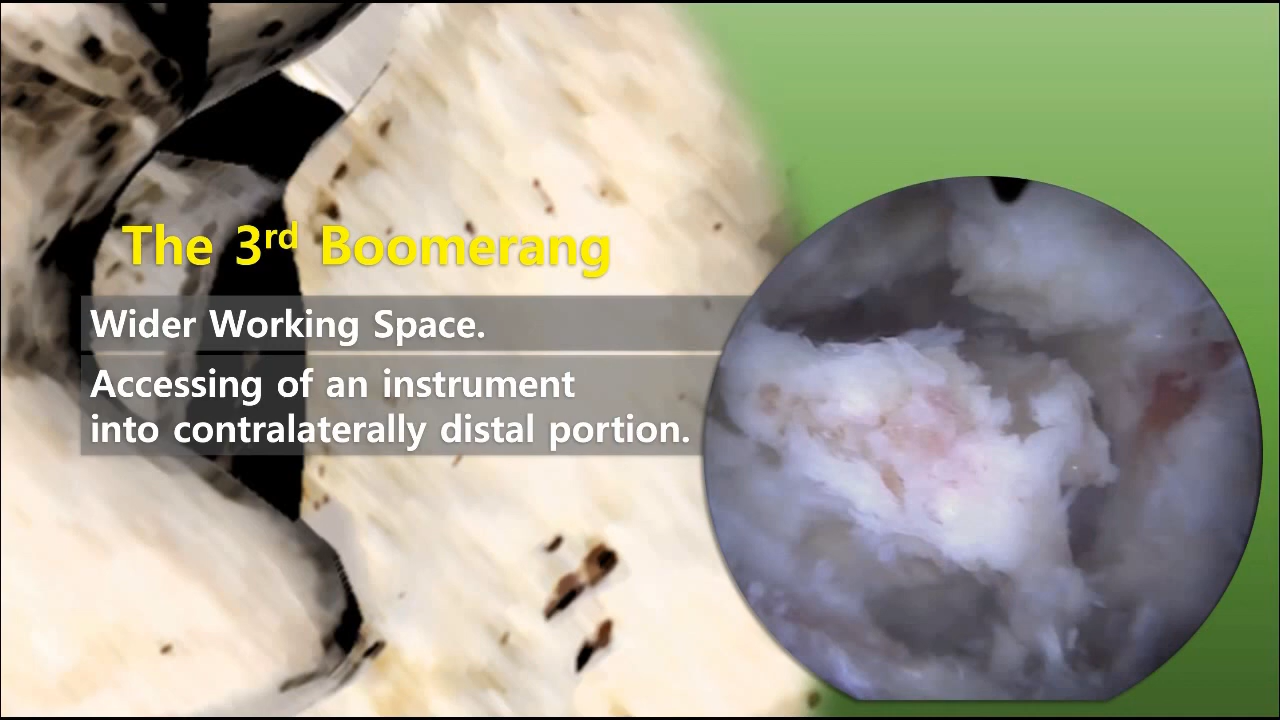 The 3rd Boomerang
Wider Working Space.
Accessing of an instrument
into contralaterally distal portion.